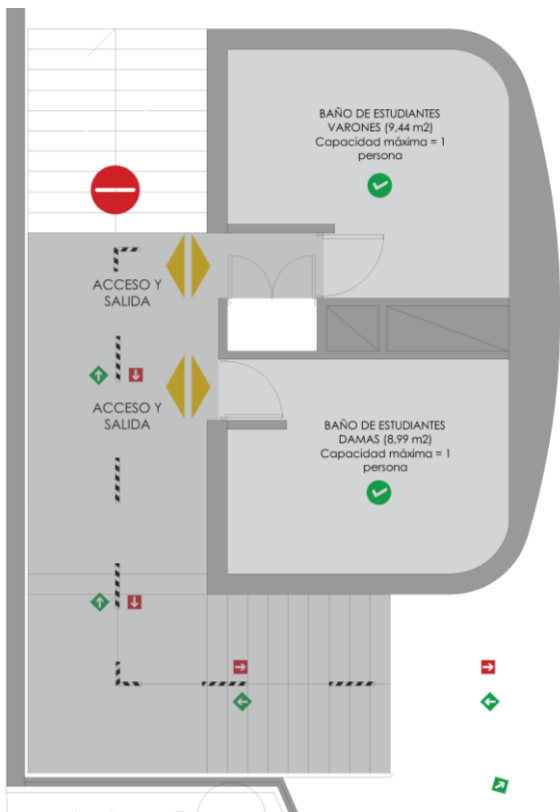 BAÑO DE ESTUDIANTES
VARONES (9,44 m2)
Capacidad máxima = 1
persona
ACCESO Y
SALIDA
ACCESO Y
SALIDA
BAÑO DE ESTUDIANTES
DAMAS (8,99 m2)
Capacidad máxima = 1
persona